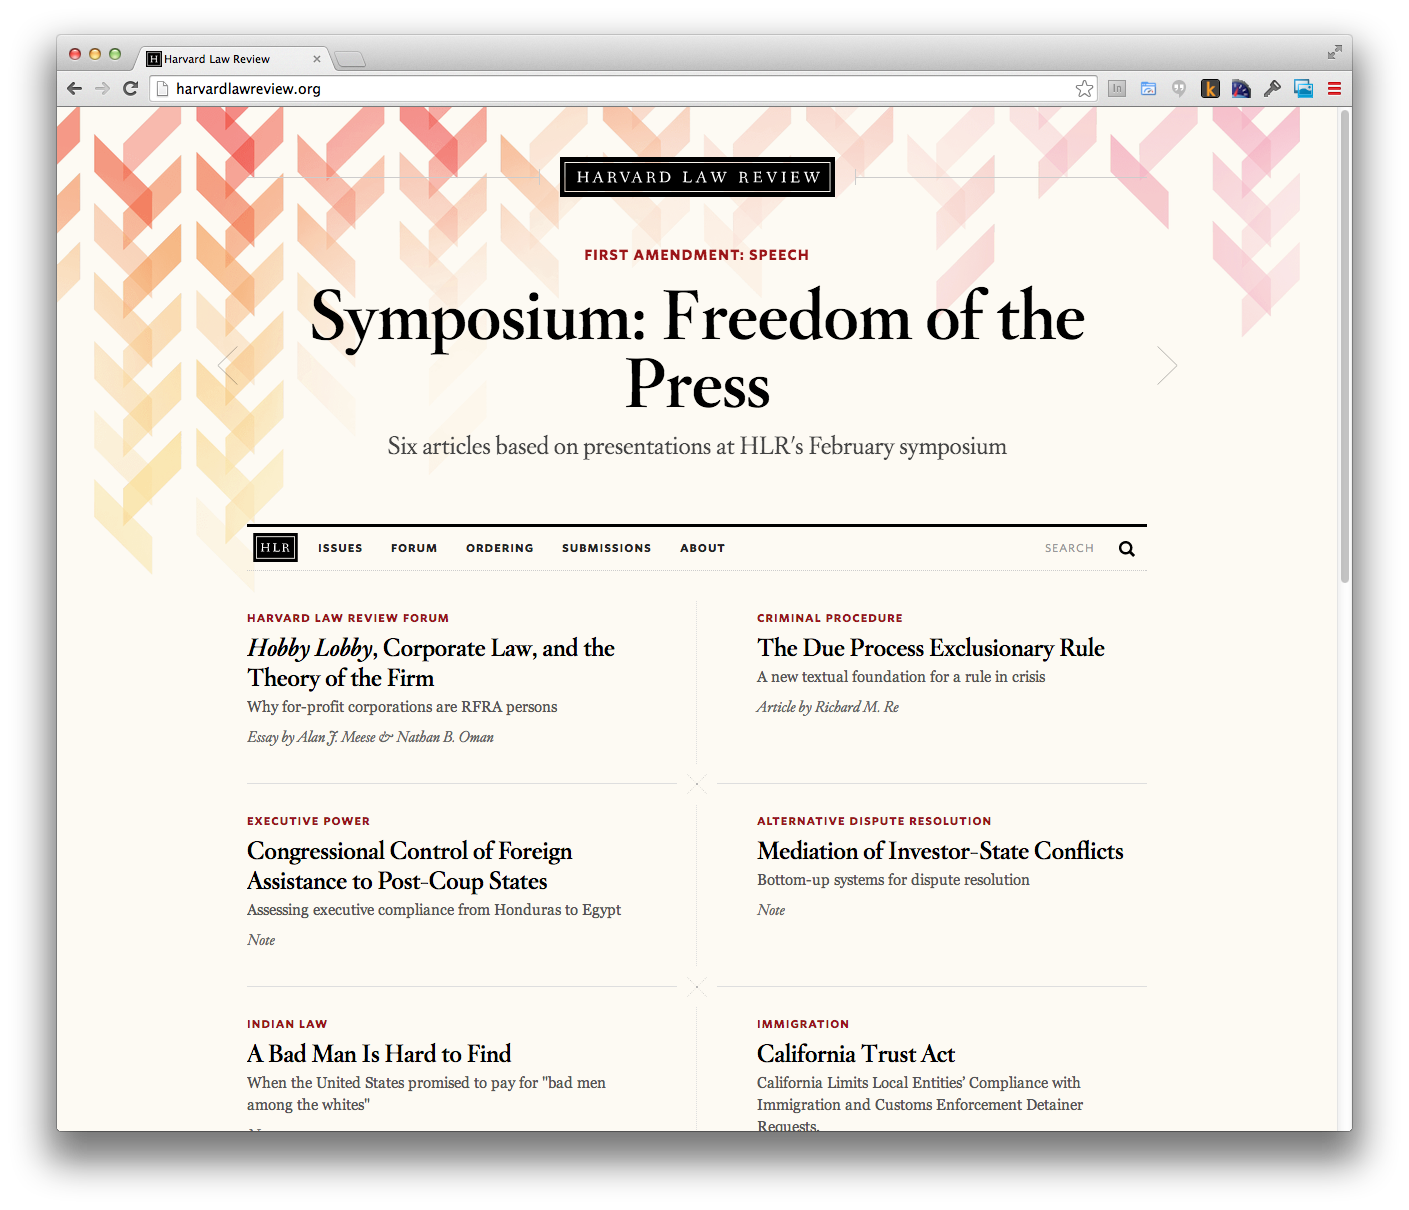 Harvard Law Review
harvardlawreview.org
HARVARD LAW REVIEW
FIRST AMENDMENT: SPEECH
Symposium: Freedom of the
Press
Six articles based on presentations at HLR's February symposium
HLR ISSUES FORUM ORDERING SUBMISSIONS ABOUT SEARCH
HARVARD LAW REVIEW FORUM
Hobby Lobby, Corporate Law, and the
Theory of the Firm
Why for-profit corporations are RFRA persons
Essay by Alan J. Meese & Nathan B. Oman
CRIMINAL PROCEDURE
The Due Process Exclusionary Rule
A new textual foundation for a rule in crisis
Article by Richard M. Re
EXECUTIVE POWER
Congressional Control of Foreign
Assistance to Post-Coup States
Assessing executive compliance from Honduras to Egypt
Note
ALTERNATIVE DISPUTE RESOLUTION
Mediation of Investor-State Conflicts
Bottom-up systems for dispute resolution
Note
INDIAN LAW
A Bad Man Is Hard to Find
When the United States promised to pay for "bad men
among the whites"
IMMIGRATION
California Trust Act
California Limits Local Entities’ Compliance with
Immigration and Customs Enforcement Detainer
Requests.